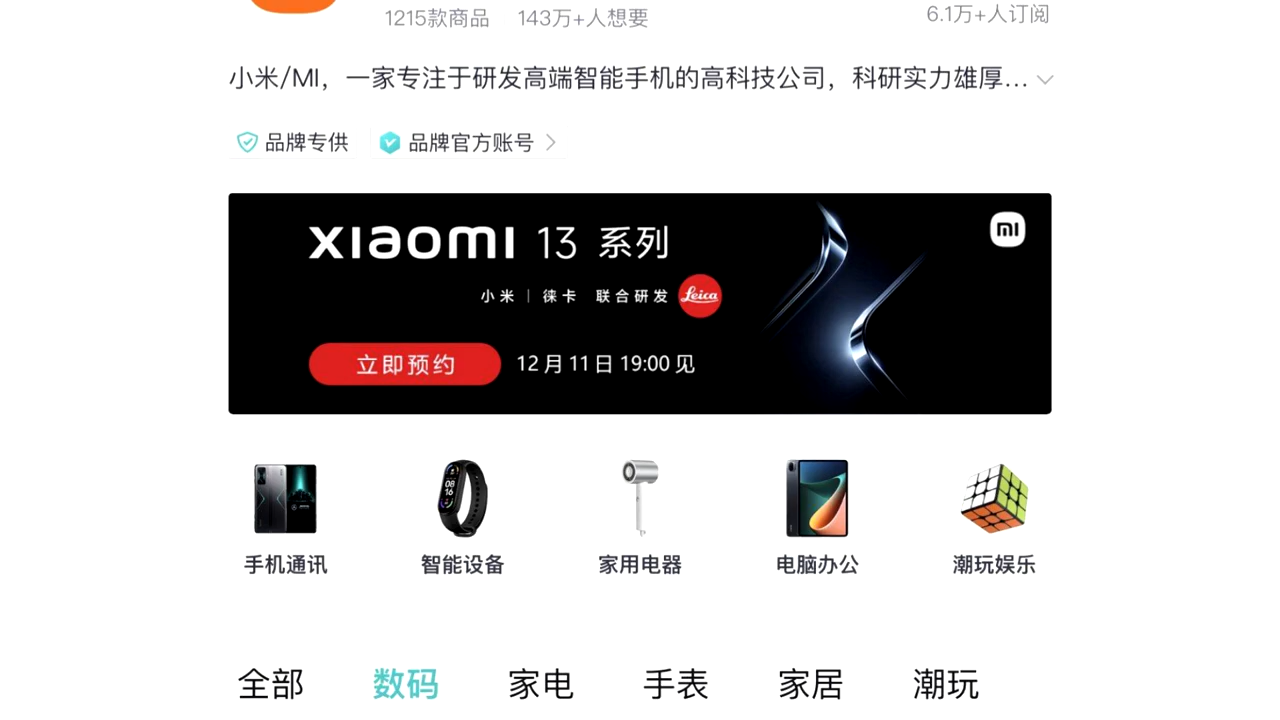 1215款商品 143万+人想要 6.1万+人订阅
小米/MI，一家专注于研发高端智能手机的高科技公司，科研实力雄厚...
品牌专供 品牌官方账号
xiaomi 13 系列
mi
小米 | 徕卡 联合研发 Leica
立即预约 12月11日 19:00 见
08
16
手机通讯 智能设备 家用电器 电脑办公 潮玩娱乐
全部 数码 家电 手表 家居 潮玩